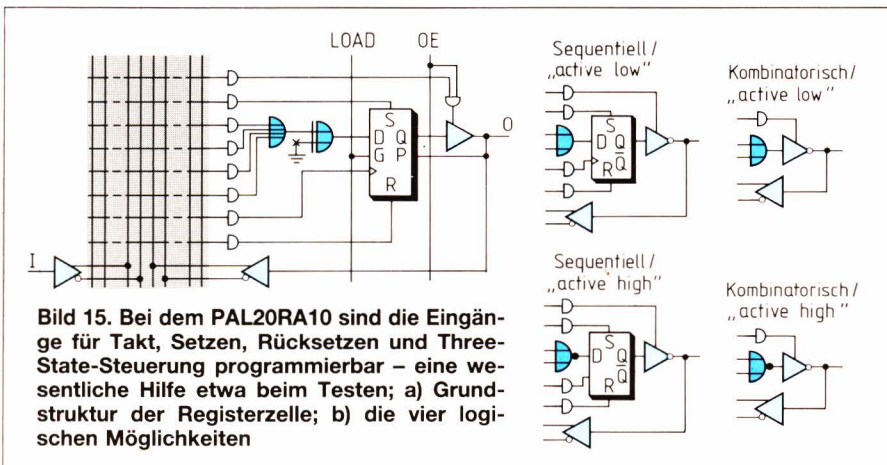 LOAD OE
S
D Q
G P
R
O
I
Bild 15. Bei dem PAL20RA10 sind die Eingän-
ge für Takt, Setzen, Rücksetzen und Three-
State-Steuerung programmierbar – eine we-
sentliche Hilfe etwa beim Testen; a) Grund-
struktur der Registerzelle; b) die vier logi-
schen Möglichkeiten
Sequentiell/
„active low"
S
D Q
Q̅
R
Kombinatorisch/
„active low"
Sequentiell/
„active high"
S
D Q
Q̅
R
Kombinatorisch/
„active high"